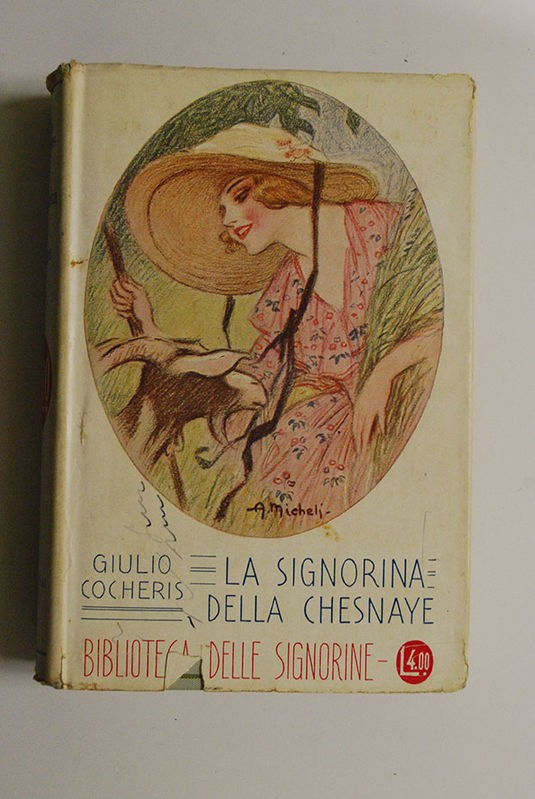 A. Micheli
GIULIO
COCHERIS
LA SIGNORINA
DELLA CHESNAYE
BIBLIOTECA DELLE SIGNORINE - L. 4.00